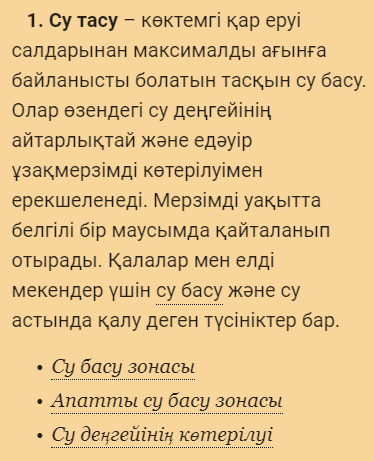 1. Су тасу – көктемгі қар еруі
салдарынан максималды ағынға
байланысты болатын тасқын су басу.
Олар өзендегі су деңгейінің
айтарлықтай және едәуір
ұзақмерзімді көтерілуімен
ерекшеленеді. Мерзімді уақытта
белгілі бір маусымда қайталанып
отырады. Қалалар мен елді
мекендер үшін су басу және су
астында қалу деген түсініктер бар.
• Су басу зонасы
• Апатты су басу зонасы
• Су деңгейінің көтерілуі